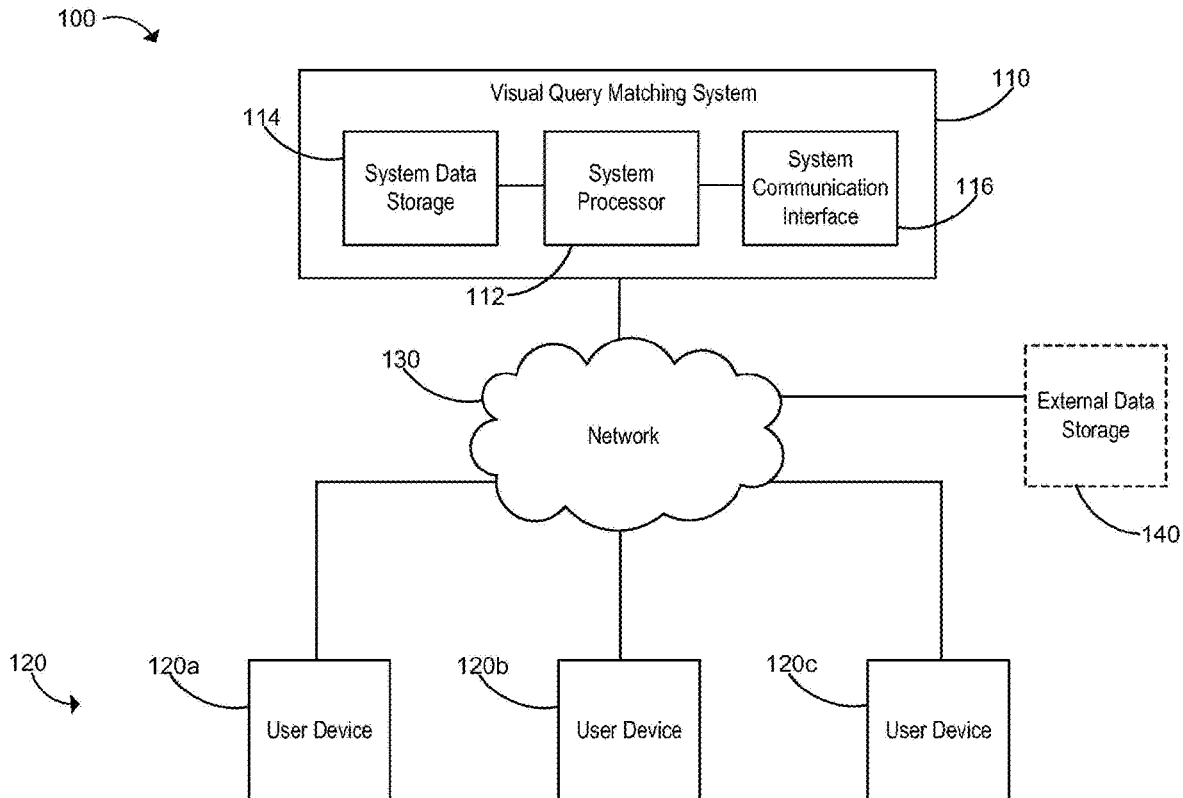 100
Visual Query Matching System
110
114
System Data
Storage
System
Processor
System
Communication
Interface
116
112
130
Network
External Data
Storage
140
120
120a
User Device
120b
User Device
120c
User Device